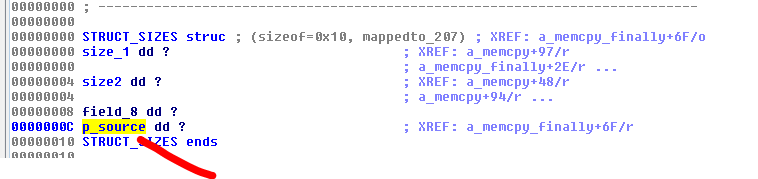 00000000 ; ---------------------------------------------------------------------------
00000000
00000000 STRUCT_SIZES struc ; (sizeof=0x10, mappedto_207) ; XREF: a_memcpy_finally+6F/o
00000000 size_1 dd ? ; XREF: a_memcpy+97/r
00000000 ; a_memcpy_finally+2E/r ...
00000004 size2 dd ? ; XREF: a_memcpy+48/r
00000004 ; a_memcpy+94/r ...
00000008 field_8 dd ?
0000000C p_source dd ? ; XREF: a_memcpy_finally+6F/r
00000010 STRUCT_SIZES ends
00000010